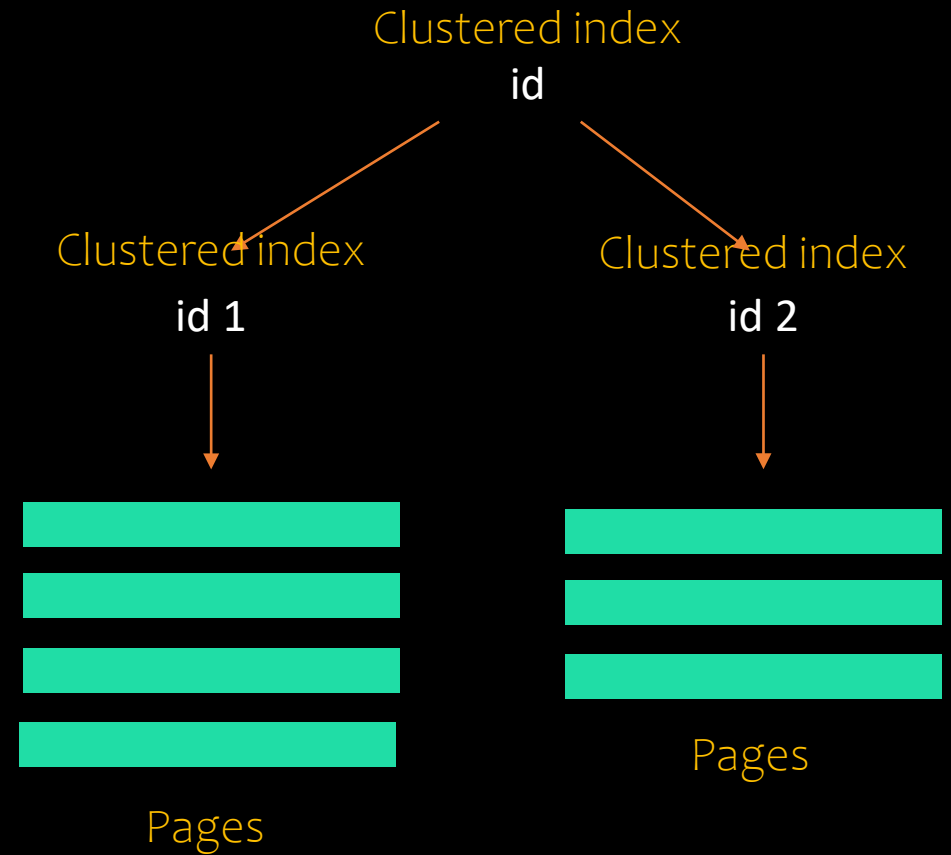 Clustered index
id
Clustered index
id 1
Clustered index
id 2
Pages
Pages